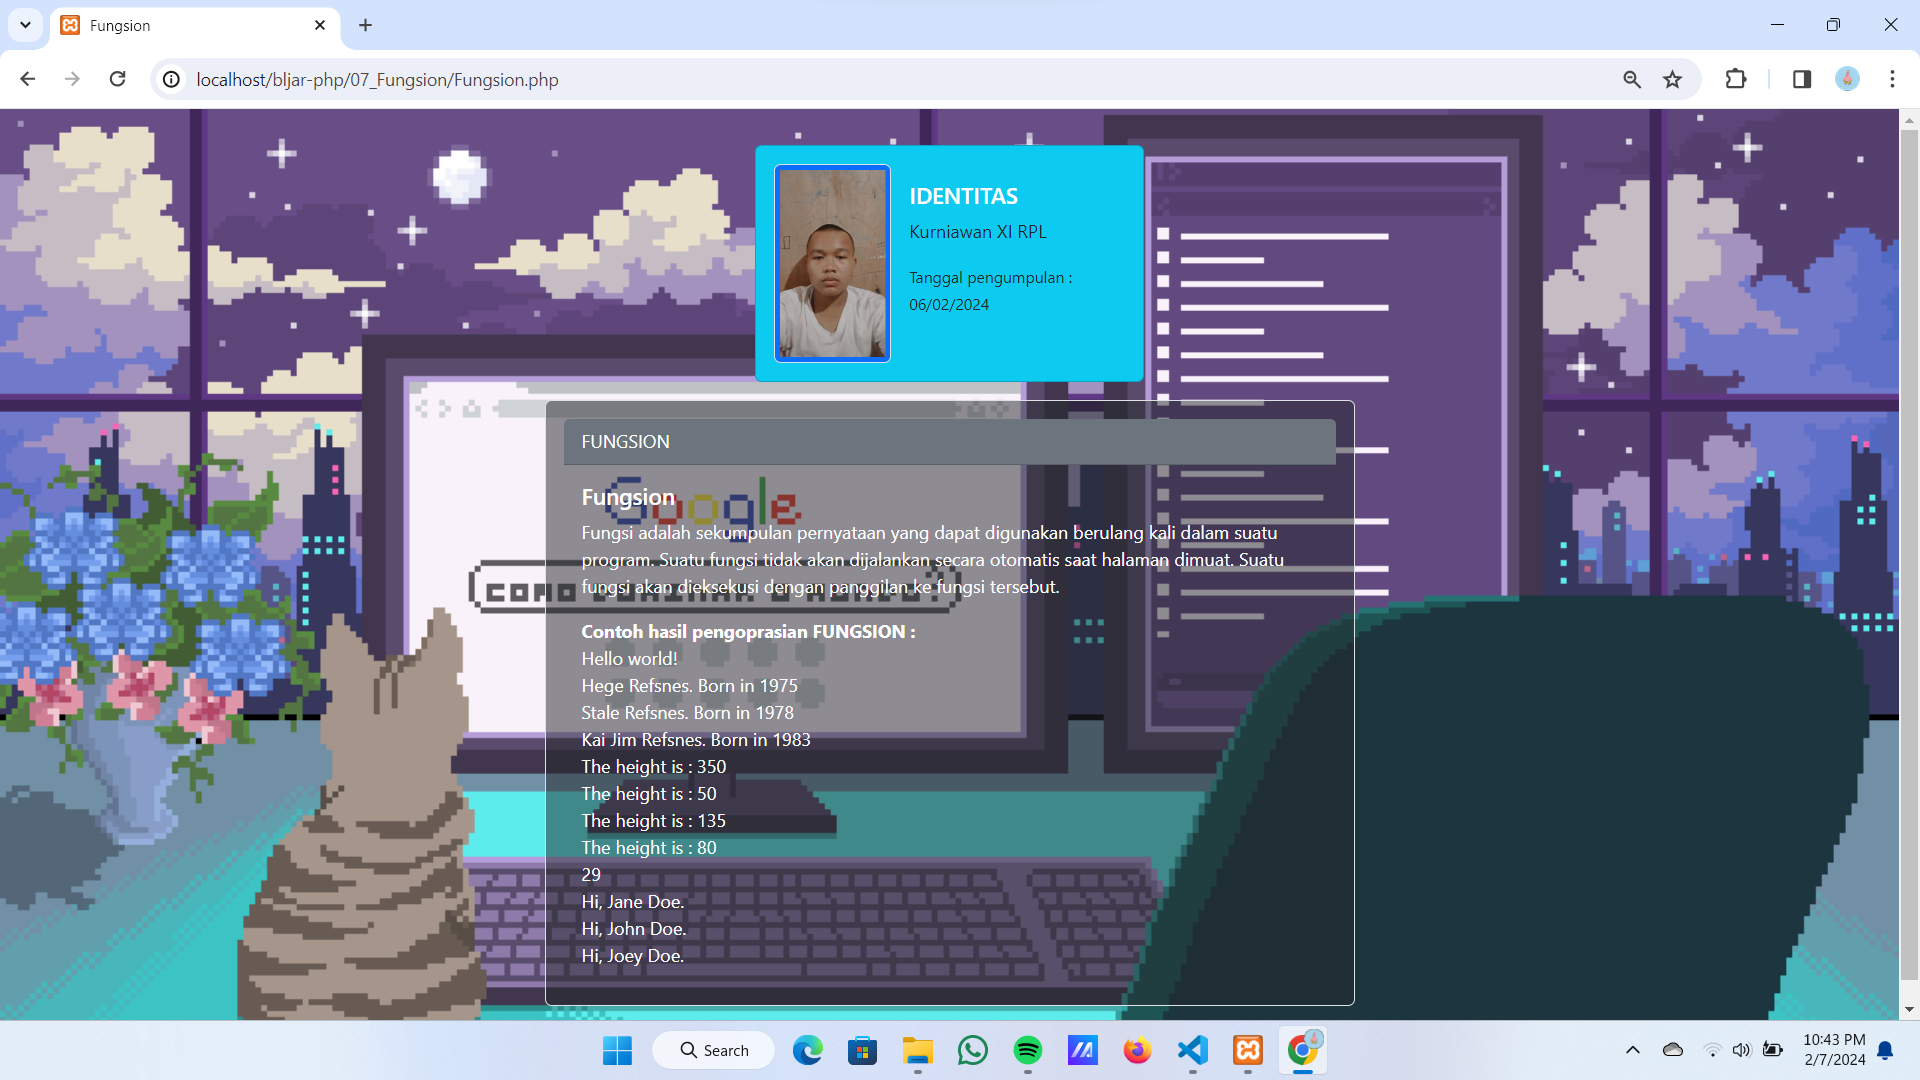 Fungsion
localhost/bljar-php/07_Fungsion/Fungsion.php
IDENTITAS
Kurniawan XI RPL
Tanggal pengumpulan :
06/02/2024
FUNGSION
Google
Fungsion
Fungsi adalah sekumpulan pernyataan yang dapat digunakan berulang kali dalam suatu
program. Suatu fungsi tidak akan dijalankan secara otomatis saat halaman dimuat. Suatu
fungsi akan dieksekusi dengan panggilan ke fungsi tersebut.
como
Contoh hasil pengoprasian FUNGSION :
Hello world!
Hege Refsnes. Born in 1975
Stale Refsnes. Born in 1978
Kai Jim Refsnes. Born in 1983
The height is : 350
The height is : 50
The height is : 135
The height is : 80
29
Hi, Jane Doe.
Hi, John Doe.
Hi, Joey Doe.
Search
10:43 PM
2/7/2024